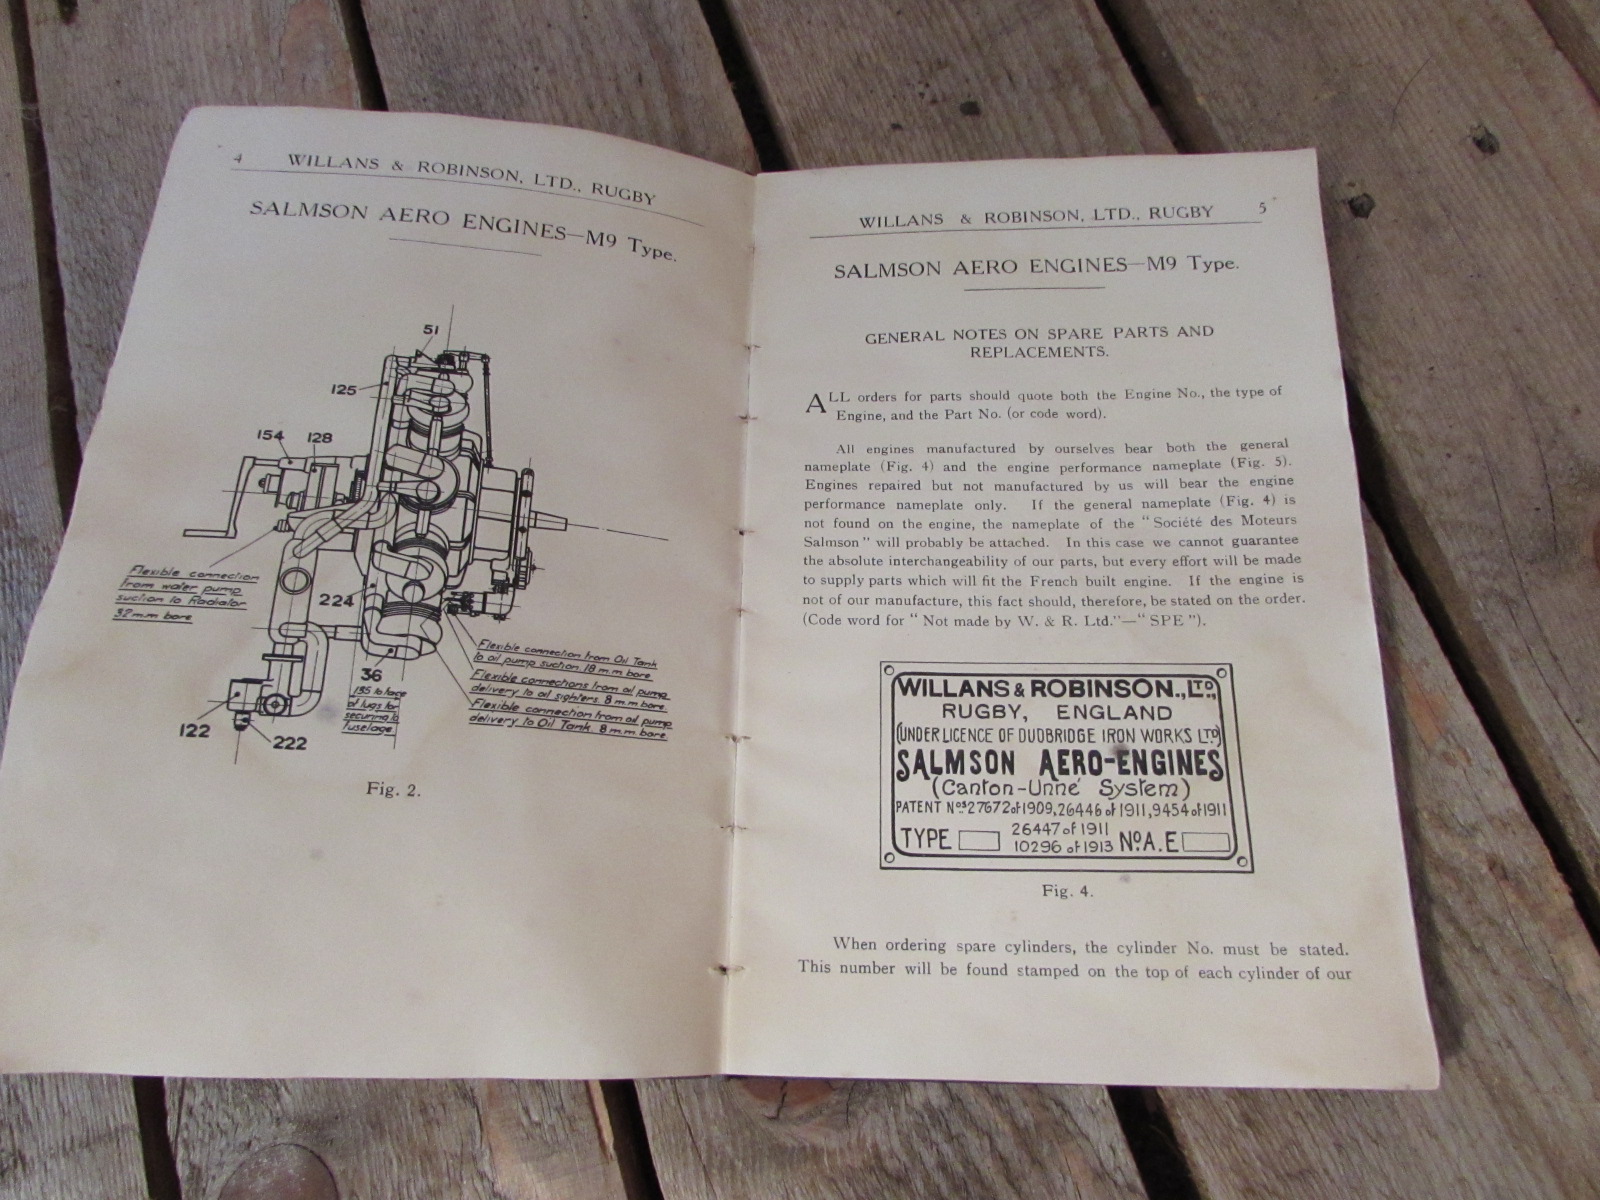 4 WILLANS & ROBINSON, LTD., RUGBY
SALMSON AERO ENGINES—M9 Type.
51
125
154 128
Flexible connection
from water pump
suction to Radiator
32 m.m bore
224
36
135 to face
of lugs for
securing to
fuselage
122
222
Flexible connection from Oil Tank
to oil pump suction. 18 m.m bore.
Flexible connections from oil pump
delivery to oil sighters. 8 m.m. bore.
Flexible connection from oil pump
delivery to Oil Tank. 8 m.m. bore.
Fig. 2.
WILLANS & ROBINSON, LTD., RUGBY 5
SALMSON AERO ENGINES—M9 Type.
GENERAL NOTES ON SPARE PARTS AND
REPLACEMENTS.
ALL orders for parts should quote both the Engine No., the type of
Engine, and the Part No. (or code word).
All engines manufactured by ourselves bear both the general
nameplate (Fig. 4) and the engine performance nameplate (Fig. 5).
Engines repaired but not manufactured by us will bear the engine
performance nameplate only. If the general nameplate (Fig. 4) is
not found on the engine, the nameplate of the "Société des Moteurs
Salmson" will probably be attached. In this case we cannot guarantee
the absolute interchangeability of our parts, but every effort will be made
to supply parts which will fit the French built engine. If the engine is
not of our manufacture, this fact should, therefore, be stated on the order.
(Code word for "Not made by W. & R. Ltd."—"SPE").
WILLANS & ROBINSON., LTD.,
RUGBY, ENGLAND
(UNDER LICENCE OF DUDBRIDGE IRON WORKS LTD)
SALMSON AERO-ENGINES
(Canton-Unné System)
PATENT Nos. 27672 of 1909, 26446 of 1911, 9454 of 1911
26447 of 1911
TYPE 10296 of 1913 No. A.E
Fig. 4.
When ordering spare cylinders, the cylinder No. must be stated.
This number will be found stamped on the top of each cylinder of our